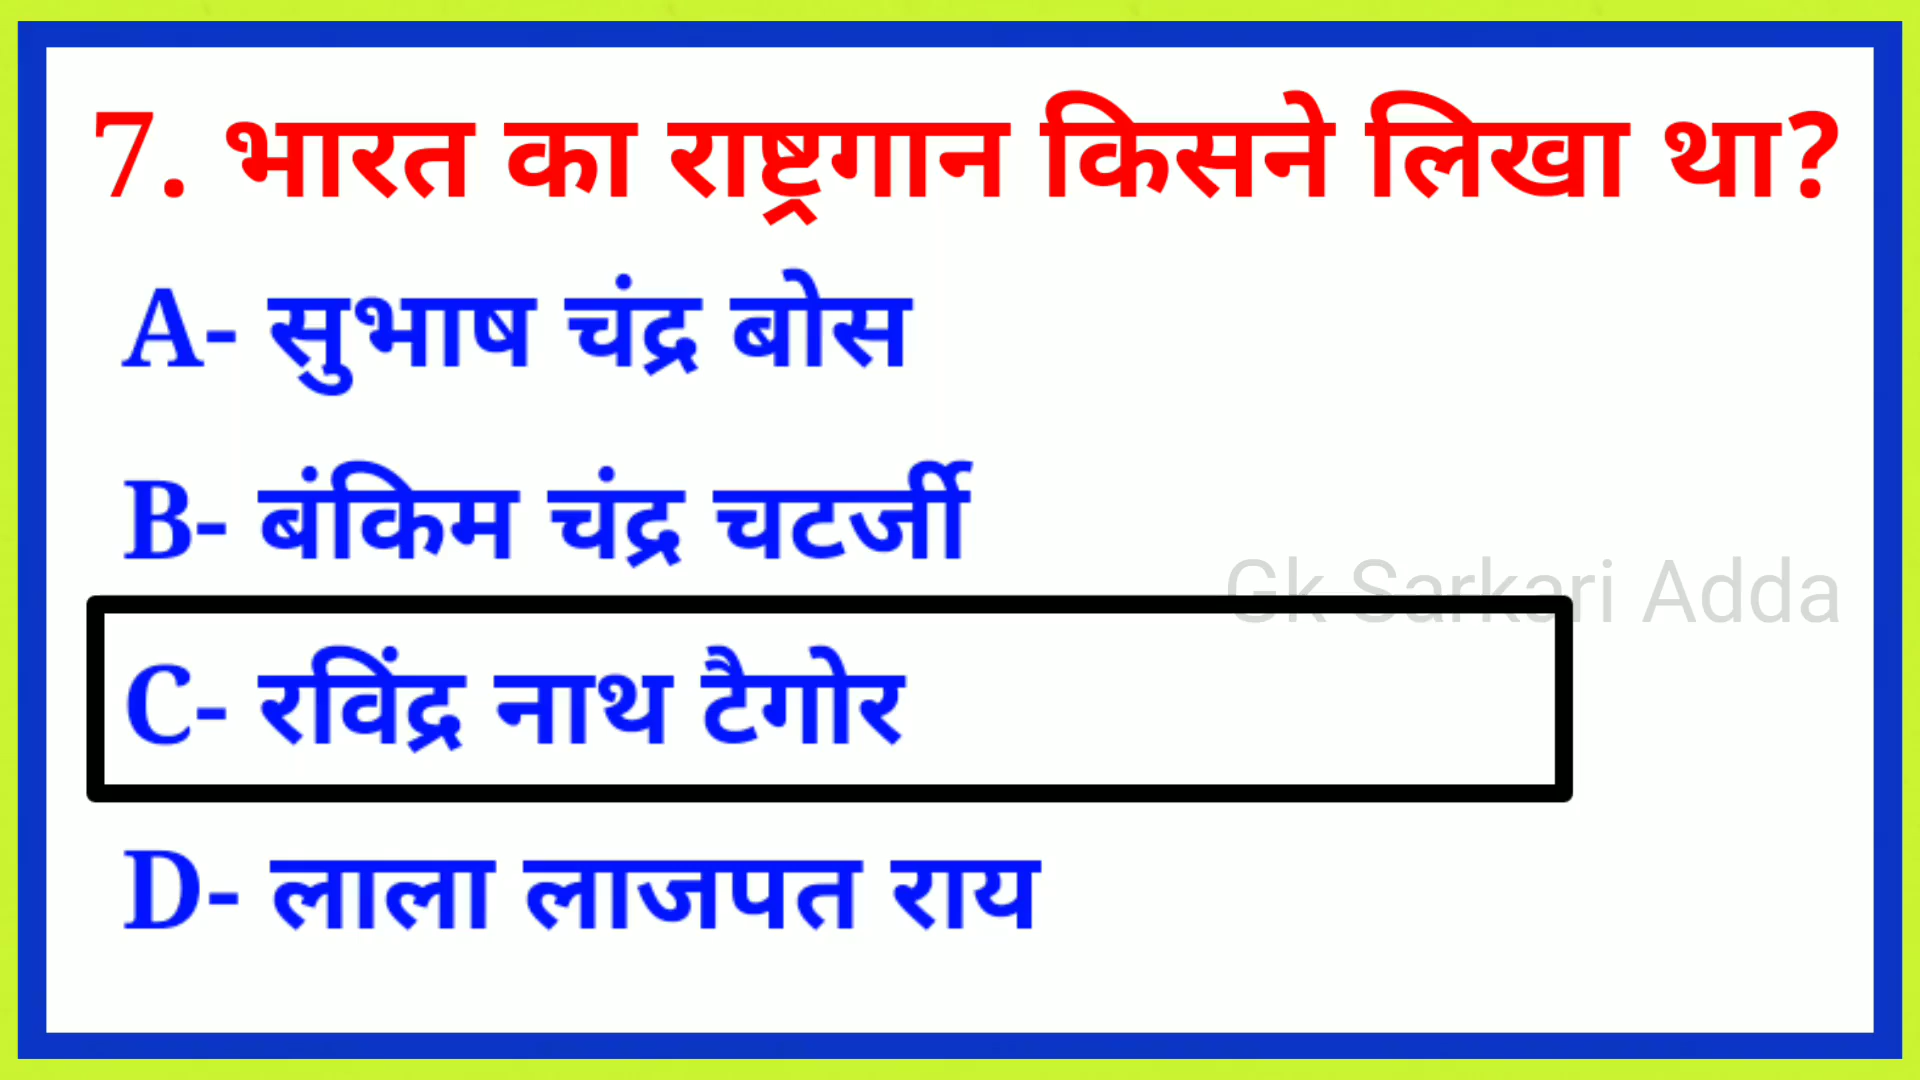 7. भारत का राष्ट्रगान किसने लिखा था?
A- सुभाष चंद्र बोस
B- बंकिम चंद्र चटर्जी
Gk Sarkari Adda
C- रविंद्र नाथ टैगोर
D- लाला लाजपत राय